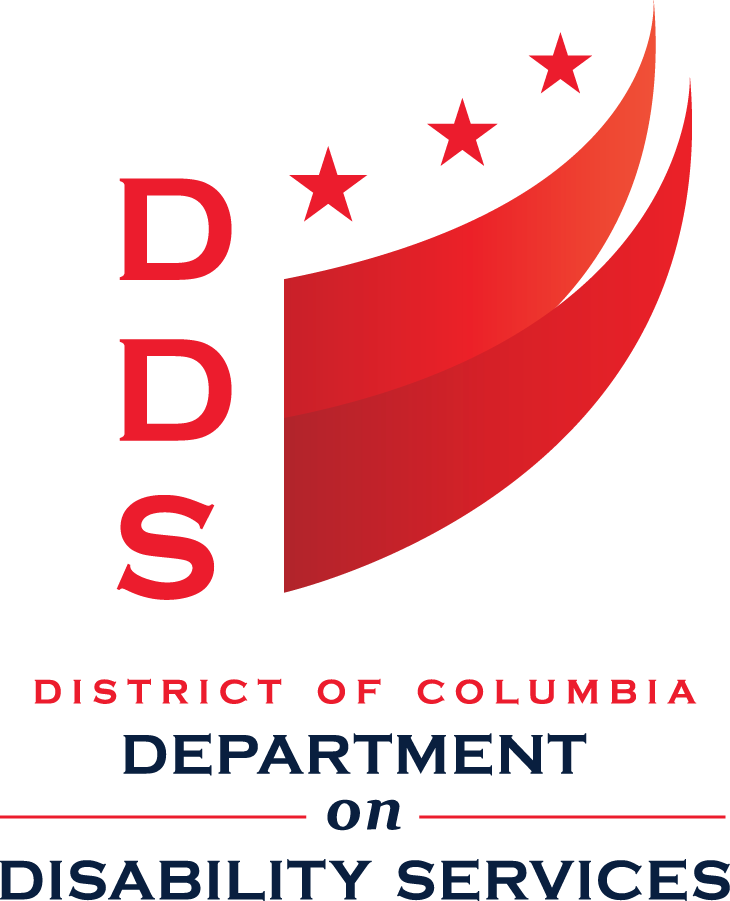 D
D
S
DISTRICT OF COLUMBIA
DEPARTMENT
on
DISABILITY SERVICES